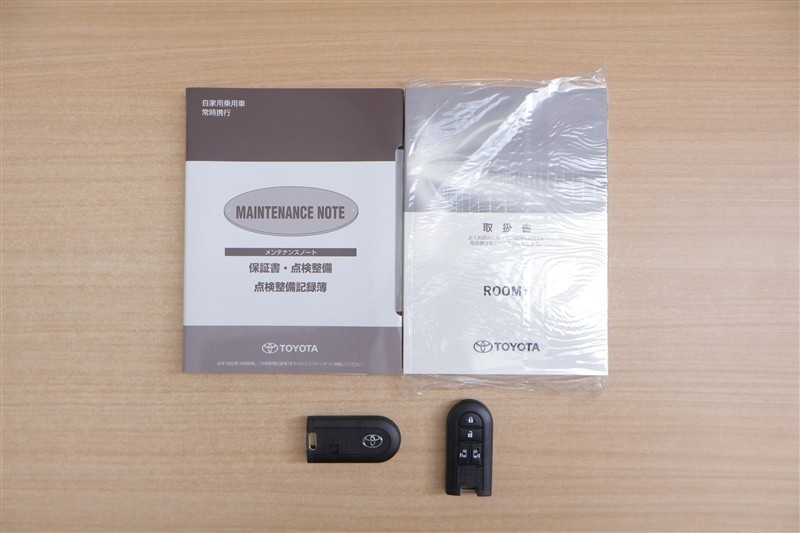 自家用乗用車
常時携行
MAINTENANCE NOTE
メンテナンスノート
保証書・点検整備
点検整備記録簿
TOYOTA
取扱書
ROOMY
TOYOTA